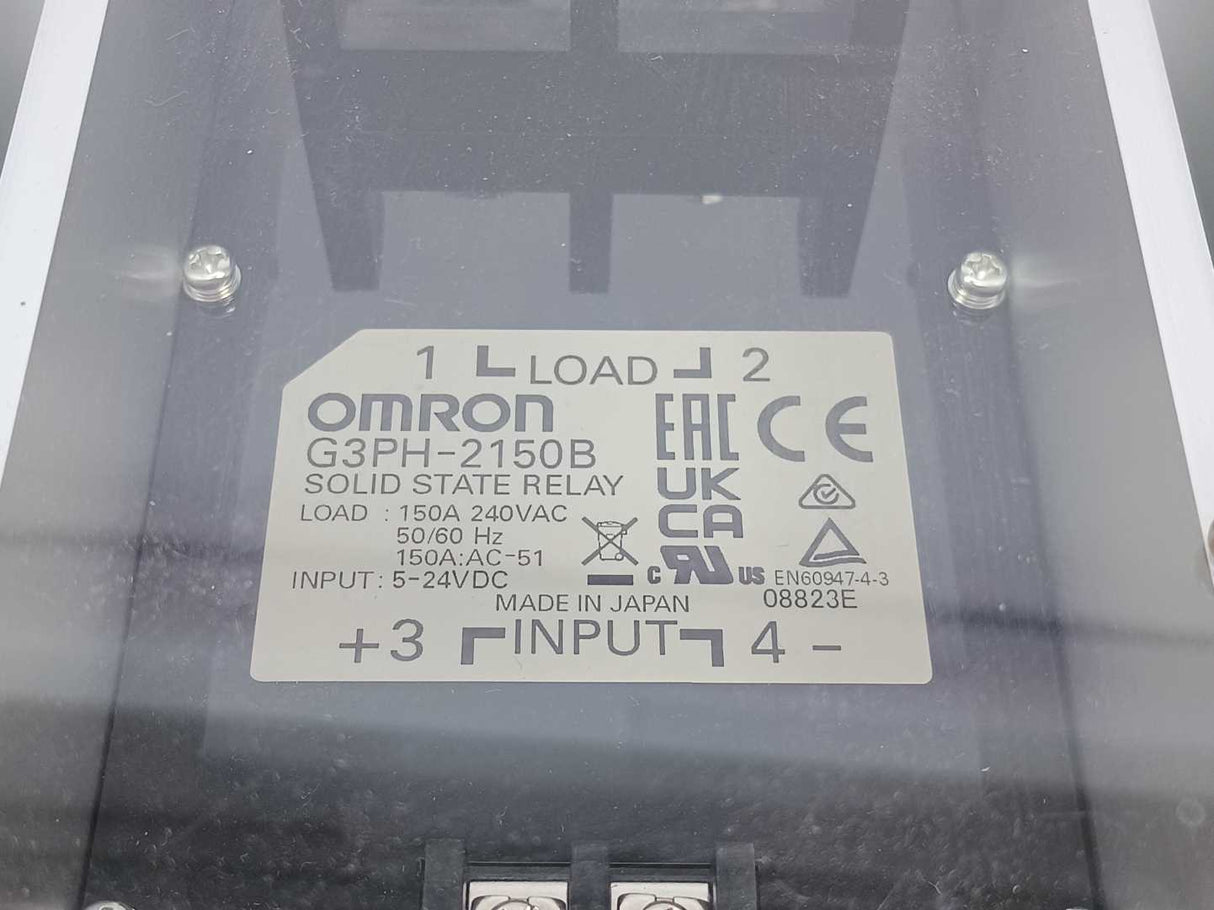 1 LOAD 2
OMRON
G3PH-2150B
SOLID STATE RELAY
LOAD : 150A 240VAC
50/60 Hz
150A:AC-51
INPUT: 5-24VDC
EAC CE
UK
CA
c RU US
EN60947-4-3
08823E
MADE IN JAPAN
+3 INPUT 4 -